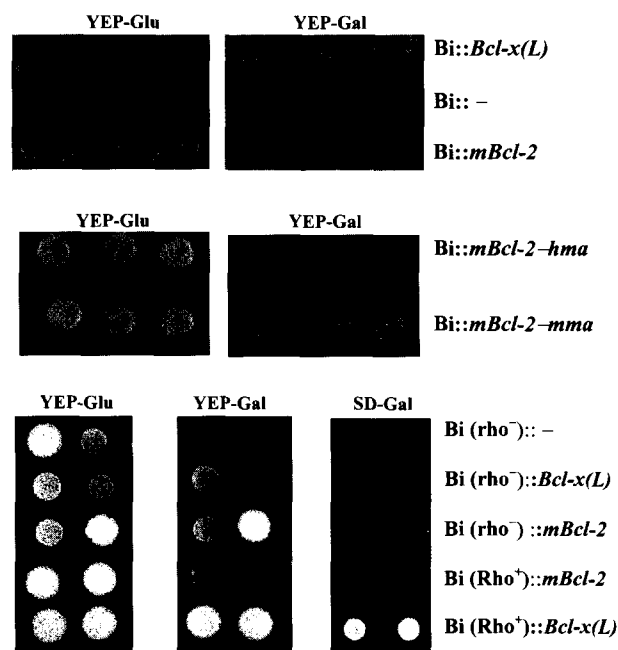 YEP-Glu YEP-Gal
Bi::Bcl-x(L)
Bi:: –
Bi::mBcl-2
YEP-Glu YEP-Gal
Bi::mBcl-2–hma
Bi::mBcl-2–mma
YEP-Glu YEP-Gal SD-Gal
Bi (rho⁻):: –
Bi (rho⁻)::Bcl-x(L)
Bi (rho⁻) ::mBcl-2
Bi (Rho⁺)::mBcl-2
Bi (Rho⁺)::Bcl-x(L)